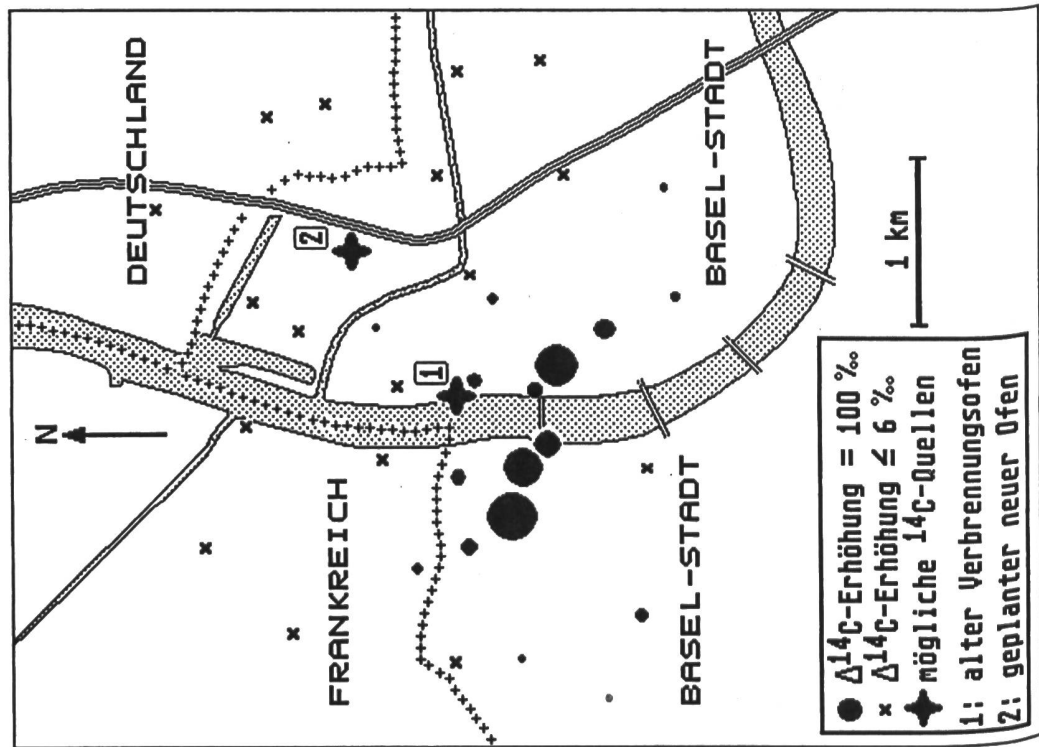 DEUTSCHLAND
N
2
1
FRANKREICH
BASEL-STADT
BASEL-STADT
1 km
Δ14C-Erhöhung = 100 ‰
Δ14C-Erhöhung ≤ 6 ‰
mögliche 14C-Quellen
1: alter Verbrennungsofen
2: geplanter neuer Ofen